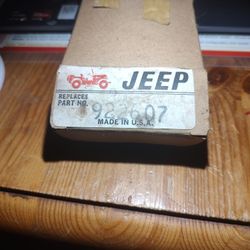 JEEP
REPLACES
PART NO.
MADE IN U.S.A.